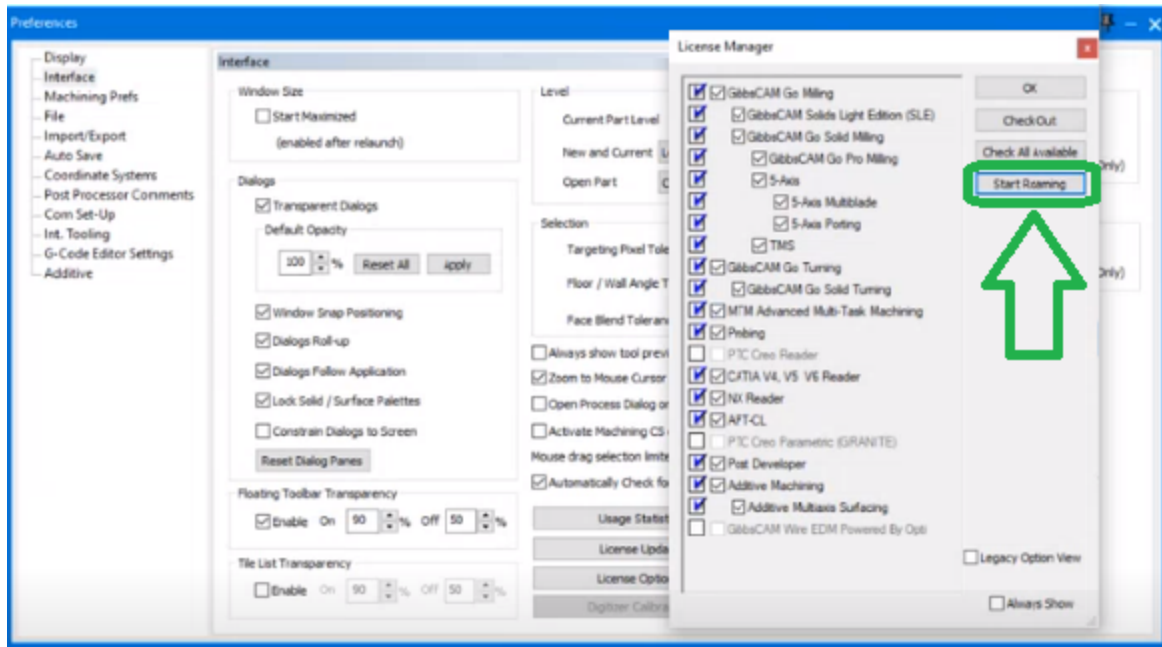 Preferences
Display
Interface
Machining Prefs
File
Import/Export
Auto Save
Coordinate Systems
Post Processor Comments
Com Set-Up
Int. Tooling
G-Code Editor Settings
Additive
Interface
Window Size
Start Maximized
(enabled after relaunch)
Dialogs
Transparent Dialogs
Default Opacity
100 % Reset All Apply
Window Snap Positioning
Dialogs Roll-up
Dialogs Follow Application
Lock Solid / Surface Palettes
Constrain Dialogs to Screen
Reset Dialog Panes
Floating Toolbar Transparency
Enable On 90 % Off 50 %
Tile List Transparency
Enable On 90 % Off 50 %
Level
Current Part Level
New and Current
Open Part
Selection
Targeting Pixel Tole
Floor / Wall Angle T
Face Blend Toleran
Always show tool previ
Zoom to Mouse Cursor
Open Process Dialog or
Activate Machining CS
Mouse drag selection limite
Automatically Check fo
Usage Statist
License Upda
License Optio
Digitizer Calibra
License Manager
GibbsCAM Go Milling
GibbsCAM Solids Light Edition (SLE)
GibbsCAM Go Solid Milling
GibbsCAM Go Pro Milling
5-Axis
5-Axis Multiblade
5-Axis Porting
TMS
GibbsCAM Go Turning
GibbsCAM Go Solid Turning
MTM Advanced Multi-Task Machining
Probing
PTC Creo Reader
CATIA V4, V5 V6 Reader
NX Reader
APT-CL
PTC Creo Parametric (GRANITE)
Post Developer
Additive Machining
Additive Multiaxis Surfacing
GibbsCAM Wire EDM Powered By Opti
OK
Check Out
Check All Available
Start Roaming
Legacy Option View
Always Show
Only)
Only)